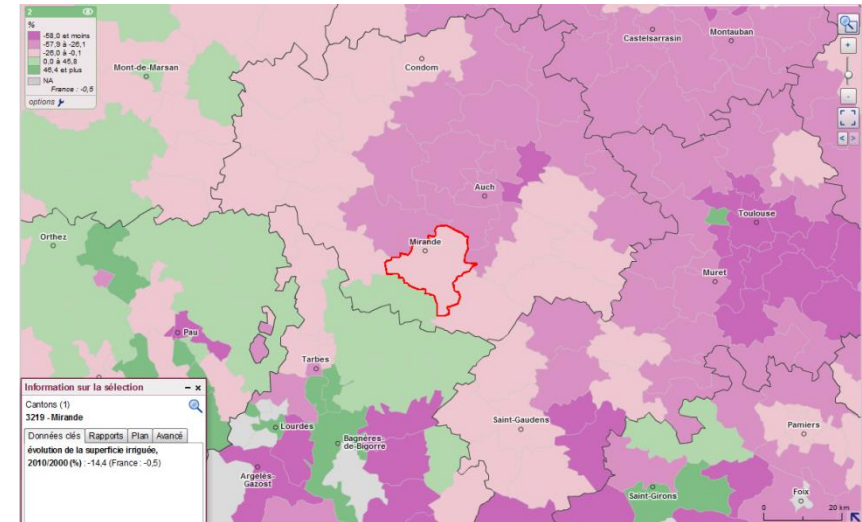 2
%
-58,0 et moins
-57,9 à -26,1
-26,0 à -0,1
0,0 à 45,8
46,4 et plus
NA
France : -0,5
options
Castelsarrasin
Montauban
Mont-de-Marsan
Condom
Auch
Toulouse
Orthez
Mirande
Muret
Pau
Tarbes
Saint-Gaudens
Pamiers
Lourdes
Bagnères-
de-Bigorre
Argelès-
Gazost
Saint-Girons
Foix
0 20 km
+
-
< >
Information sur la sélection - ×
Cantons (1)
3219 - Mirande
Données clés Rapports Plan Avancé
évolution de la superficie irriguée,
2010/2000 (%) : -14,4 (France : -0,5)